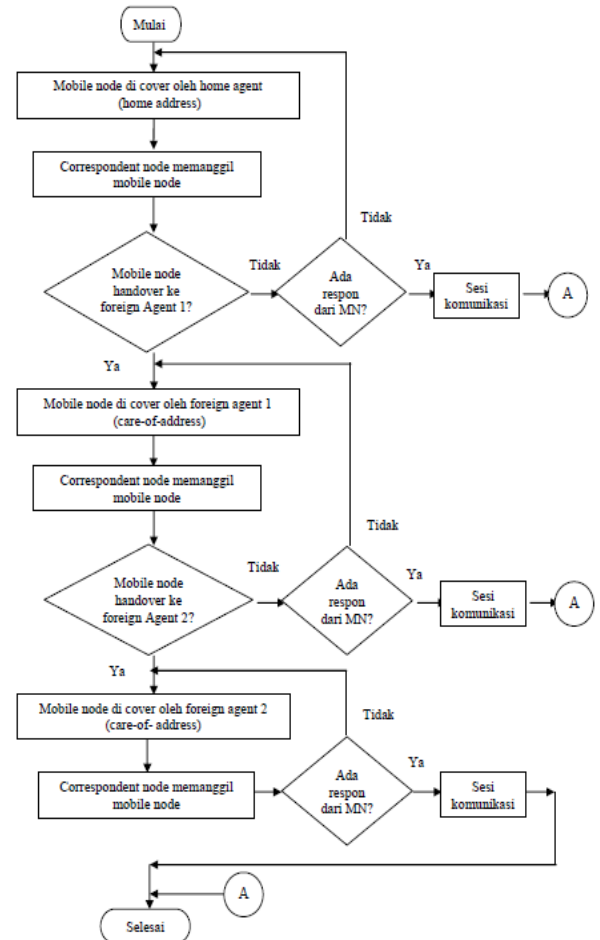 Mulai
Mobile node di cover oleh home agent
(home address)
Correspondent node memanggil
mobile node
Tidak
Mobile node
handover ke
foreign Agent 1?
Tidak
Ada
respon
dari MN?
Ya
Sesi
komunikasi
A
Ya
Mobile node di cover oleh foreign agent 1
(care-of-address)
Correspondent node memanggil
mobile node
Tidak
Mobile node
handover ke
foreign Agent 2?
Tidak
Ada
respon
dari MN?
Ya
Sesi
komunikasi
A
Ya
Mobile node di cover oleh foreign agent 2
(care-of- address)
Tidak
Correspondent node memanggil
mobile node
Ada
respon
dari MN?
Ya
Sesi
komunikasi
A
Selesai